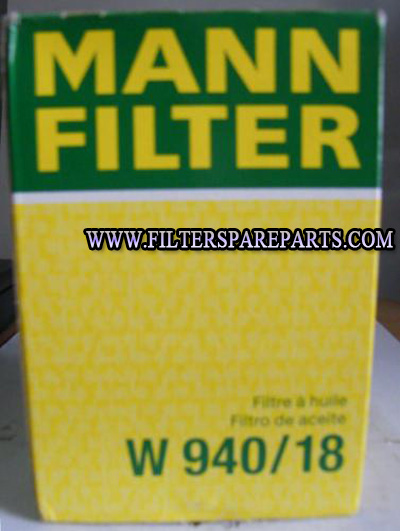 MANN
FILTER
WWW.FILTERSPAREPARTS.COM
Filtre à huile
Filtro de aceite
W 940/18